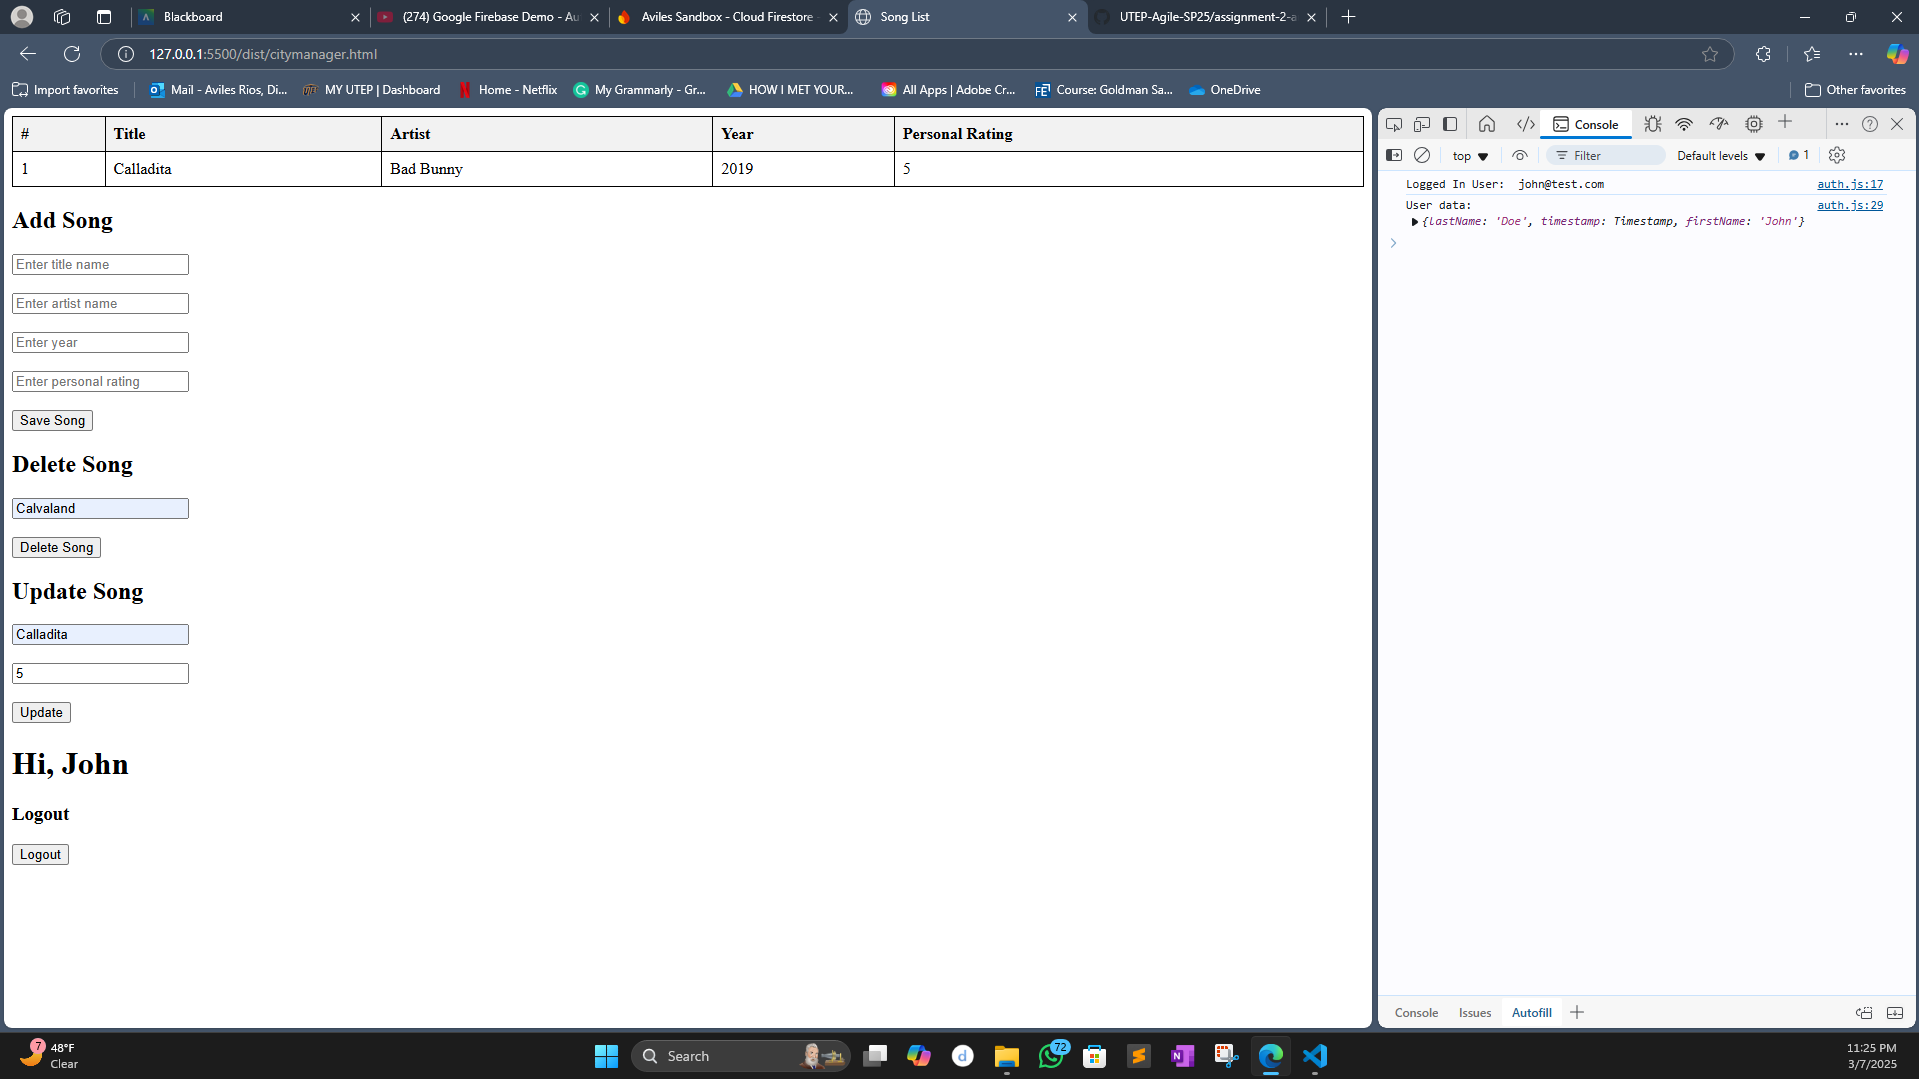 Blackboard
(274) Google Firebase Demo - Au
Aviles Sandbox - Cloud Firestore -
Song List
UTEP-Agile-SP25/assignment-2-a
127.0.0.1:5500/dist/citymanager.html
Import favorites
Mail - Aviles Rios, Di...
MY UTEP | Dashboard
Home - Netflix
My Grammarly - Gr...
HOW I MET YOUR...
All Apps | Adobe Cr...
Course: Goldman Sa...
OneDrive
Other favorites
# Title Artist Year Personal Rating
1 Calladita Bad Bunny 2019 5
Add Song
Enter title name
Enter artist name
Enter year
Enter personal rating
Save Song
Delete Song
Calvaland
Delete Song
Update Song
Calladita
5
Update
Hi, John
Logout
Logout
Console
top
Filter
Default levels
1
Logged In User: john@test.com auth.js:17
User data: auth.js:29
{lastName: 'Doe', timestamp: Timestamp, firstName: 'John'}
Console
Issues
Autofill
7
48°F
Clear
Search
72
11:25 PM
3/7/2025